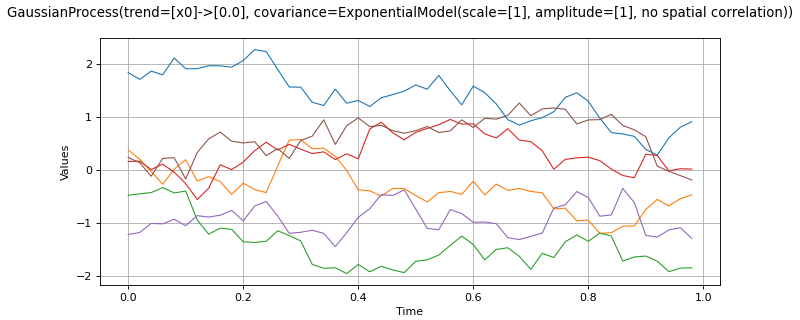 GaussianProcess(trend=[x0]->[0.0], covariance=ExponentialModel(scale=[1], amplitude=[1], no spatial correlation))
2
1
0
−1
−2
Values
0.0 0.2 0.4 0.6 0.8 1.0
Time